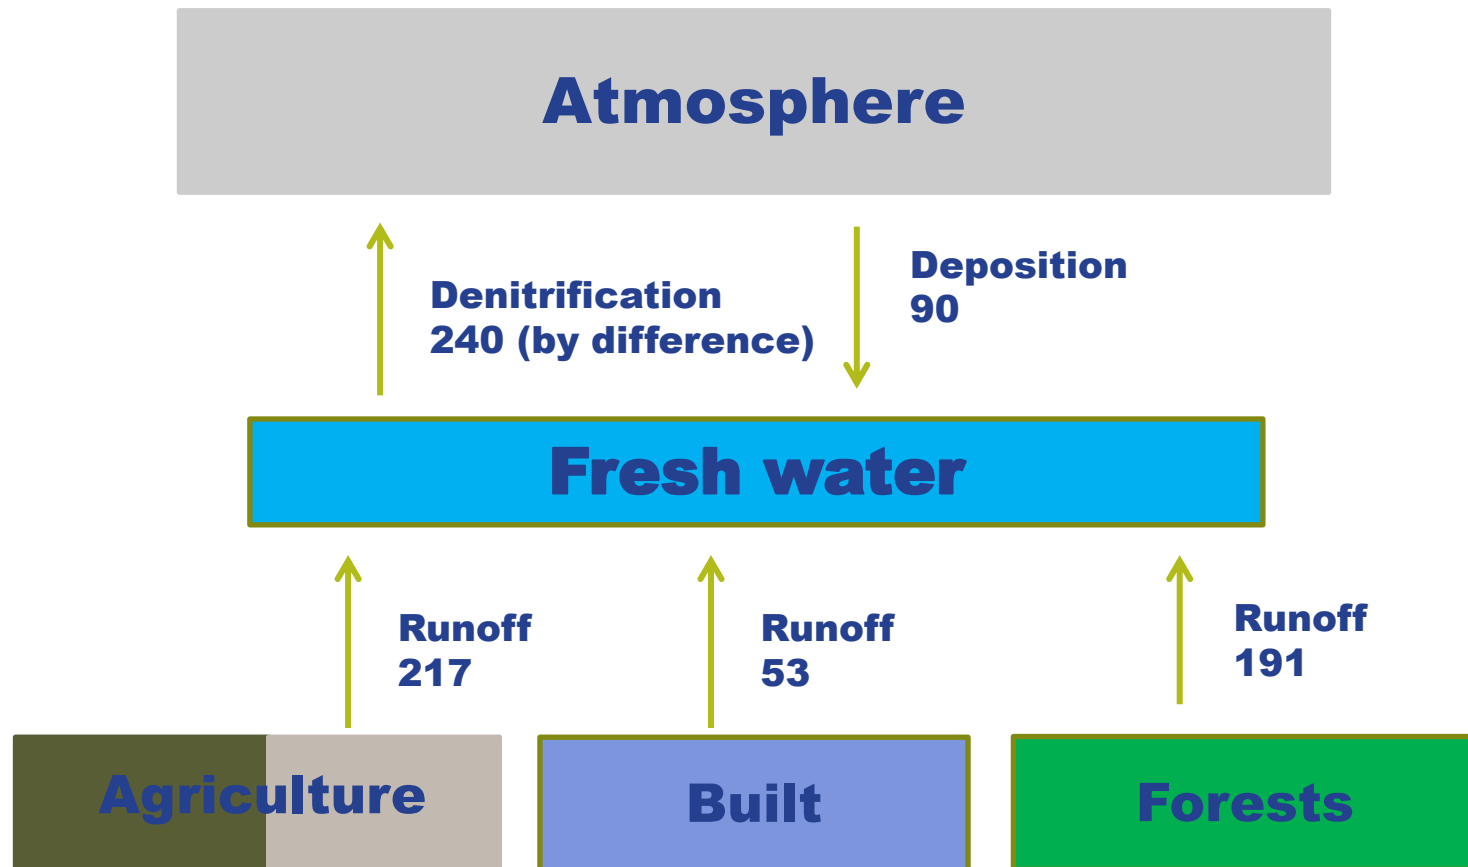 Atmosphere
Denitrification
240 (by difference)
Deposition
90
Fresh water
Runoff
217
Runoff
53
Runoff
191
Agriculture
Built
Forests